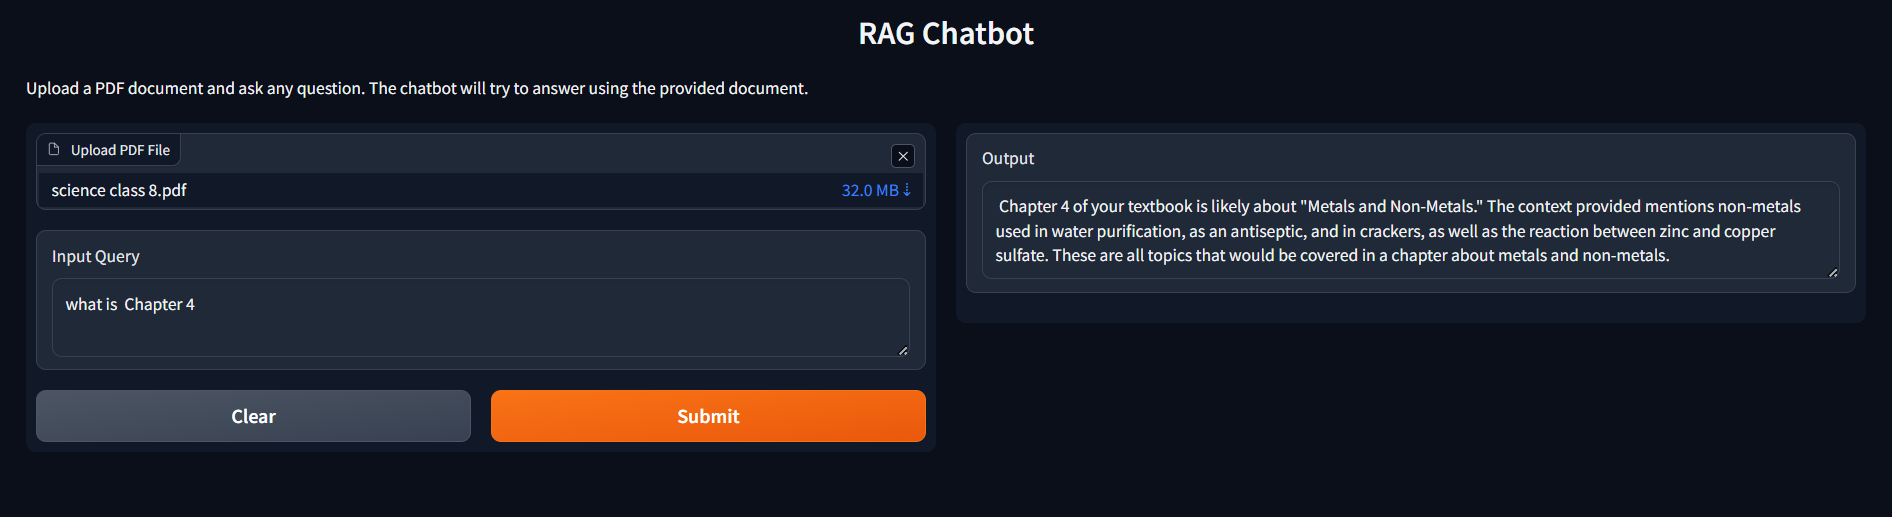 RAG Chatbot
Upload a PDF document and ask any question. The chatbot will try to answer using the provided document.
Upload PDF File
science class 8.pdf
32.0 MB ⇣
Input Query
what is  Chapter 4
Clear
Submit
Output
Chapter 4 of your textbook is likely about "Metals and Non-Metals." The context provided mentions non-metals
used in water purification, as an antiseptic, and in crackers, as well as the reaction between zinc and copper
sulfate. These are all topics that would be covered in a chapter about metals and non-metals.